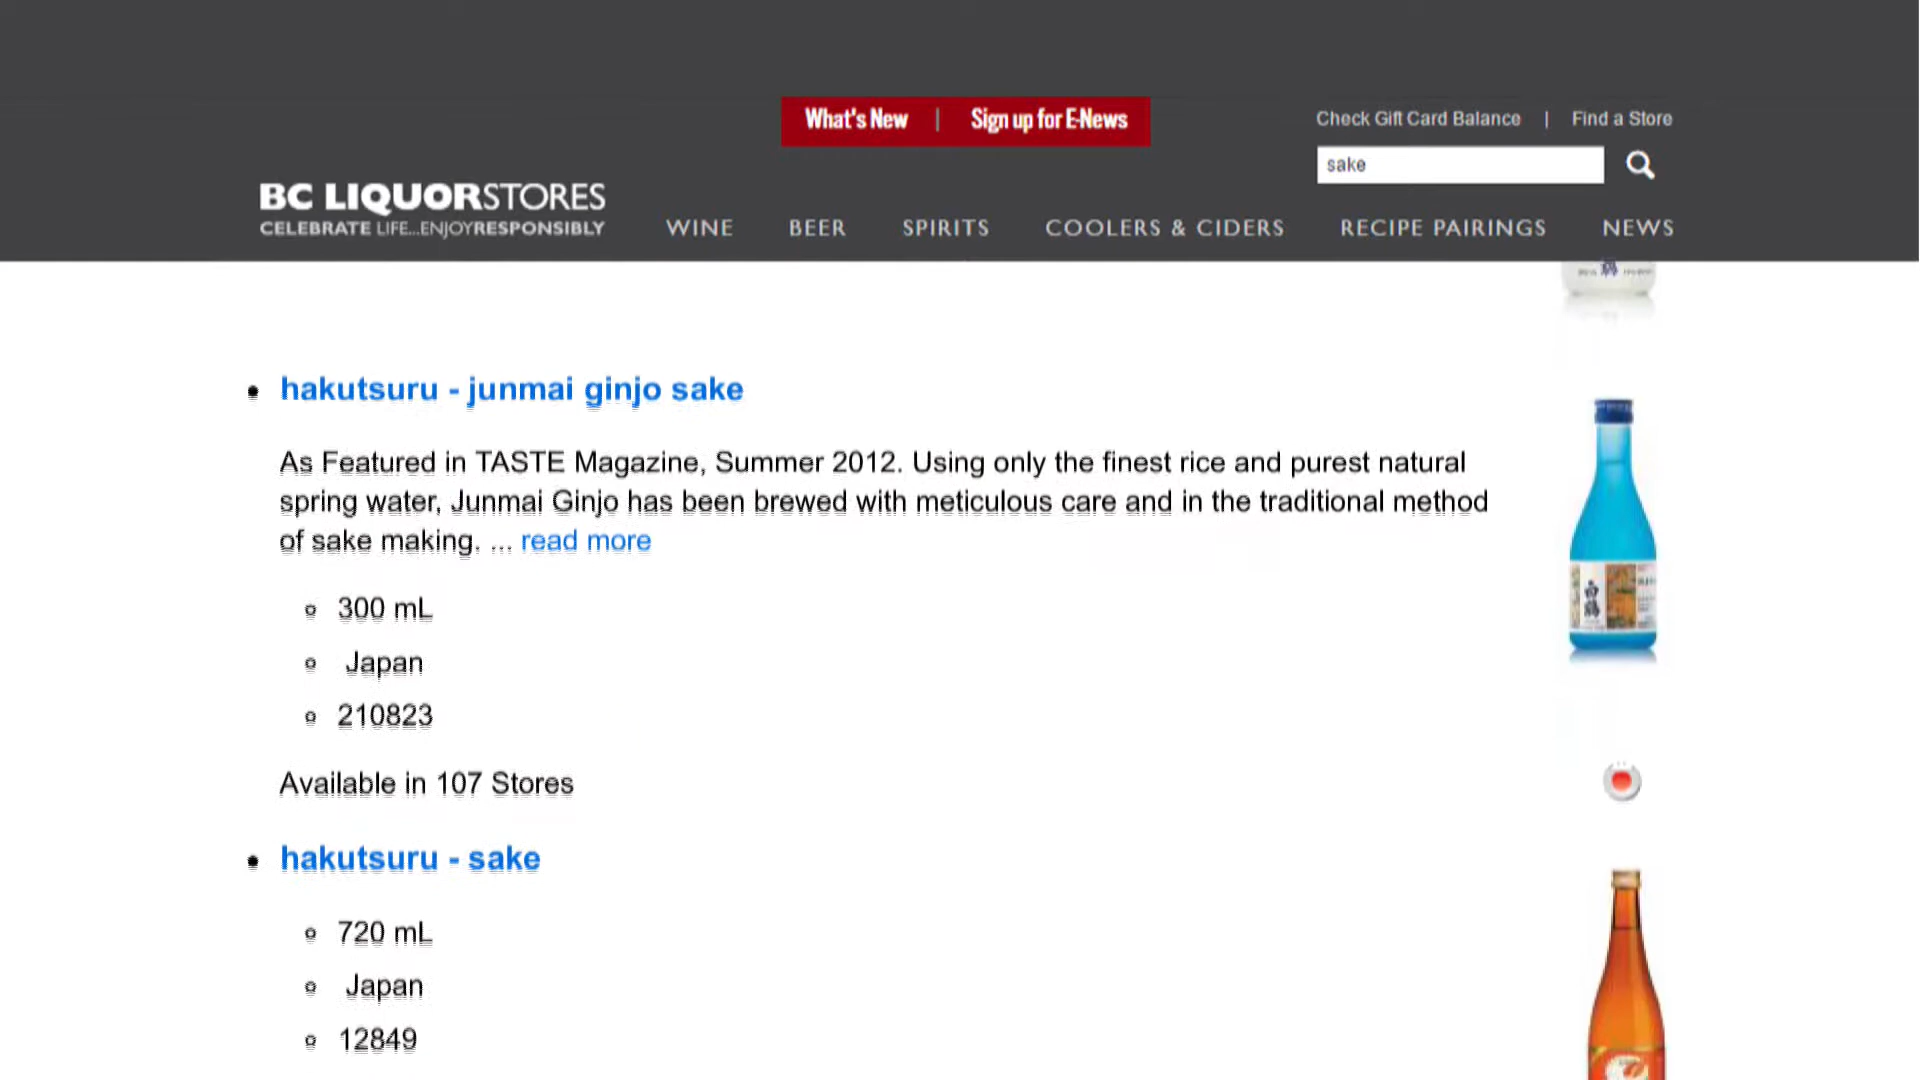 What's New | Sign up for E-News
Check Gift Card Balance | Find a Store
sake
BC LIQUORSTORES
CELEBRATE LIFE...ENJOYRESPONSIBLY
WINE BEER SPIRITS COOLERS & CIDERS RECIPE PAIRINGS NEWS
hakutsuru - junmai ginjo sake
As Featured in TASTE Magazine, Summer 2012. Using only the finest rice and purest natural
spring water, Junmai Ginjo has been brewed with meticulous care and in the traditional method
of sake making. ... read more
300 mL
Japan
210823
白鶴
Available in 107 Stores
hakutsuru - sake
720 mL
Japan
12849